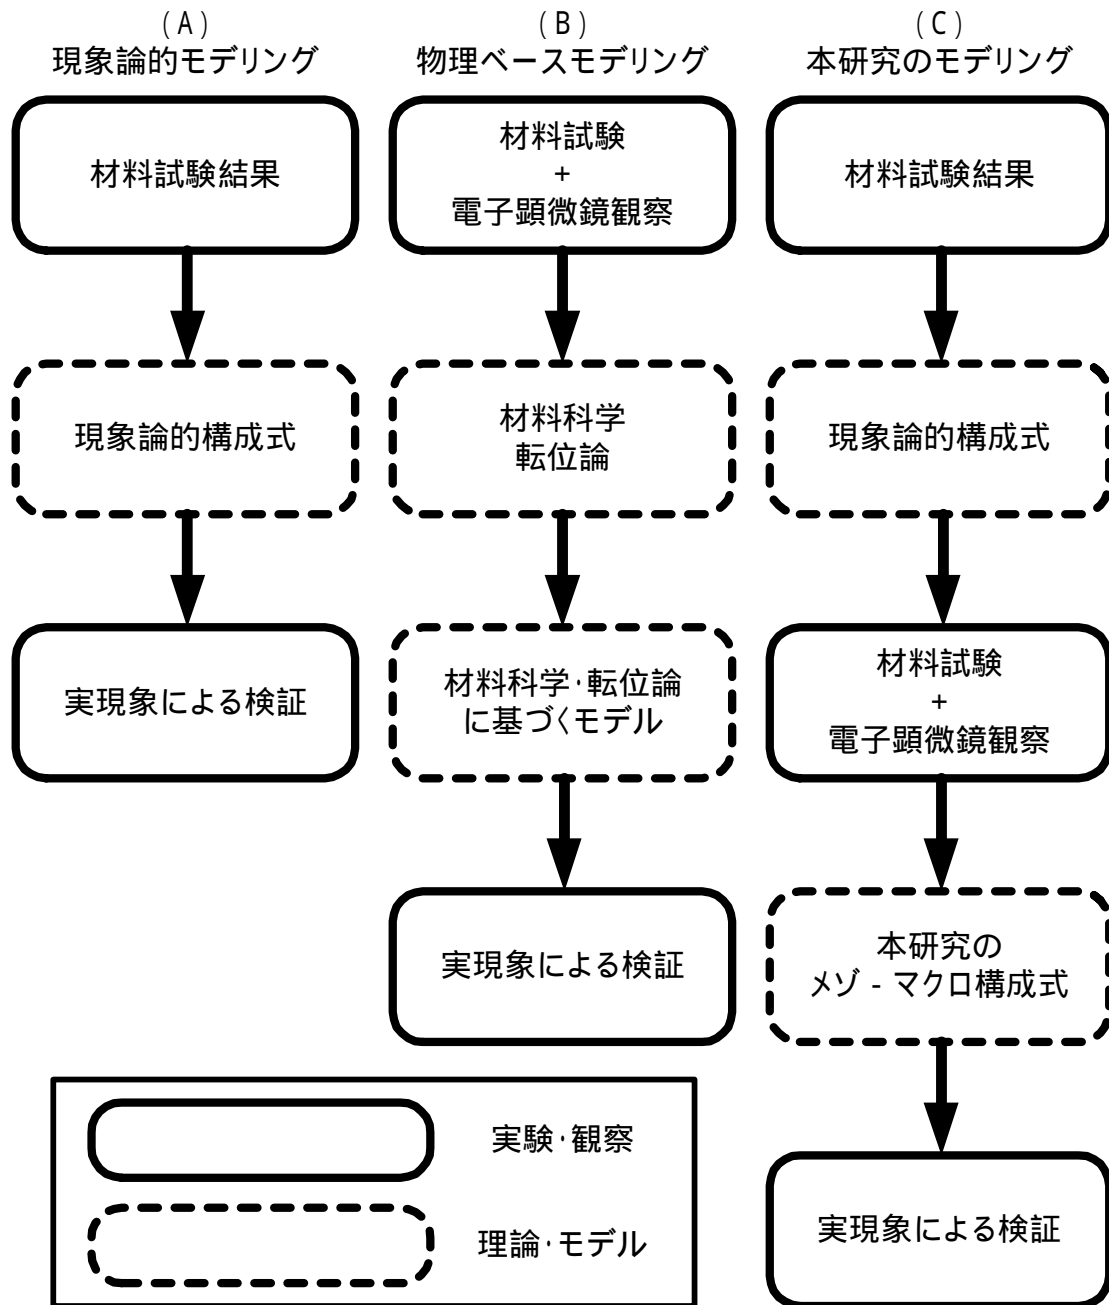 (A)
現象論的モデリング
材料試験結果
現象論的構成式
実現象による検証
(B)
物理ベースモデリング
材料試験
+
電子顕微鏡観察
材料科学
転位論
材料科学・転位論
に基づくモデル
実現象による検証
(C)
本研究のモデリング
材料試験結果
現象論的構成式
材料試験
+
電子顕微鏡観察
本研究の
メゾ - マクロ構成式
実現象による検証
実験・観察
理論・モデル